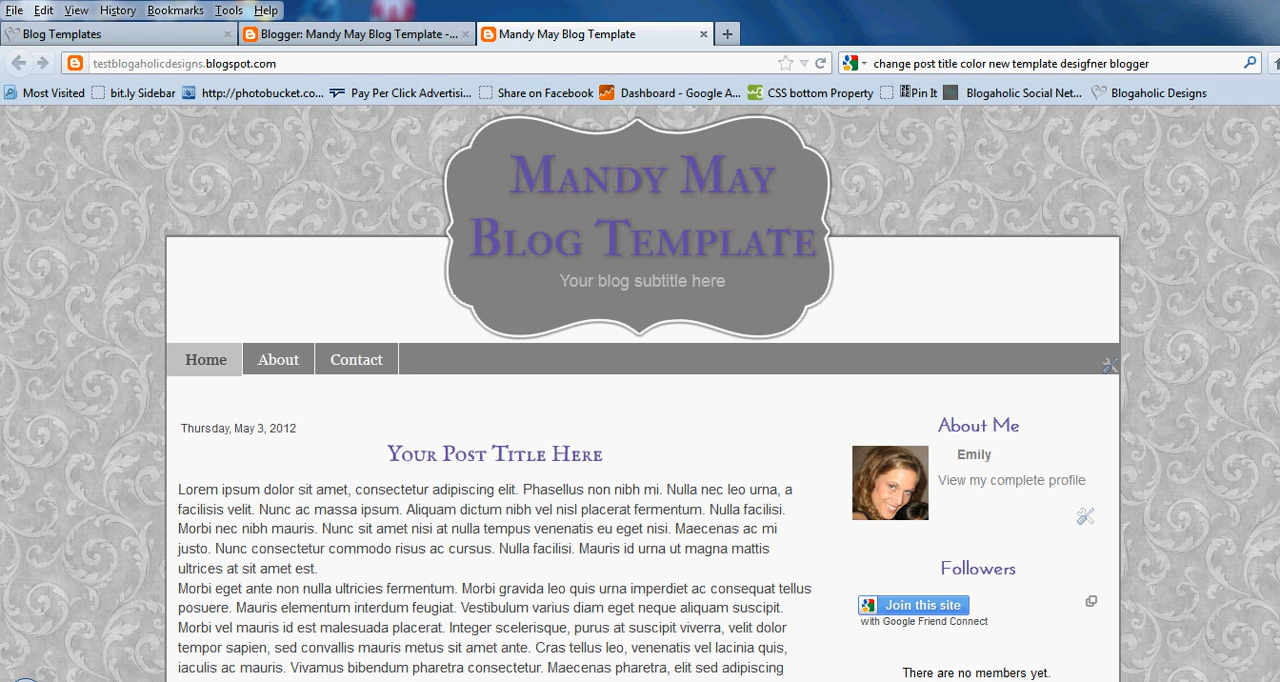 File Edit View History Bookmarks Tools Help
Blog Templates Blogger: Mandy May Blog Template -... Mandy May Blog Template
testblogaholicdesigns.blogspot.com change post title color new template desigfner blogger
Most Visited bit.ly Sidebar http://photobucket.co... Pay Per Click Advertisi... Share on Facebook Dashboard - Google A... CSS bottom Property Pin It Blogaholic Social Net... Blogaholic Designs
Mandy May
Blog Template
Your blog subtitle here
Home About Contact
Thursday, May 3, 2012
Your Post Title Here
Lorem ipsum dolor sit amet, consectetur adipiscing elit. Phasellus non nibh mi. Nulla nec leo urna, a
facilisis velit. Nunc ac massa ipsum. Aliquam dictum nibh vel nisl placerat fermentum. Nulla facilisi.
Morbi nec nibh mauris. Nunc sit amet nisi at nulla tempus venenatis eu eget nisi. Maecenas ac mi
justo. Nunc consectetur commodo risus ac cursus. Nulla facilisi. Mauris id urna ut magna mattis
ultrices at sit amet est.
Morbi eget ante non nulla ultricies fermentum. Morbi gravida leo quis urna imperdiet ac consequat tellus
posuere. Mauris elementum interdum feugiat. Vestibulum varius diam eget neque aliquam suscipit.
Morbi vel mauris id est malesuada placerat. Integer scelerisque, purus at suscipit viverra, velit dolor
tempor sapien, sed convallis mauris metus sit amet ante. Cras tellus leo, venenatis vel lacinia quis,
iaculis ac mauris. Vivamus bibendum pharetra consectetur. Maecenas pharetra, elit sed adipiscing
About Me
Emily
View my complete profile
Followers
Join this site
with Google Friend Connect
There are no members yet.